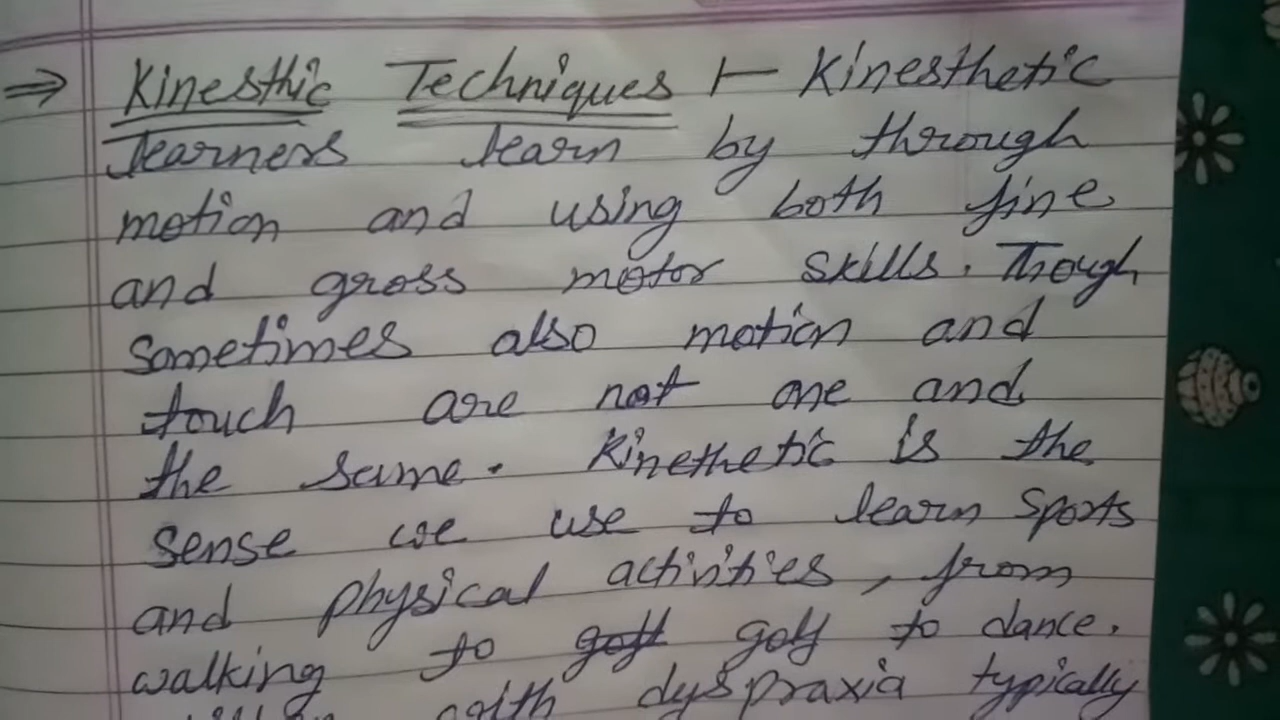 ⇒ Kinesthic Techniques :- Kinesthetic
learners learn by through
motion and using both fine
and gross motor skills. Though
sometimes also motion and
touch are not one and
the same. Kinethetic is the
sense we use to learn sports
and physical activities, from
walking to golf golf to dance.
with dyspraxia typically